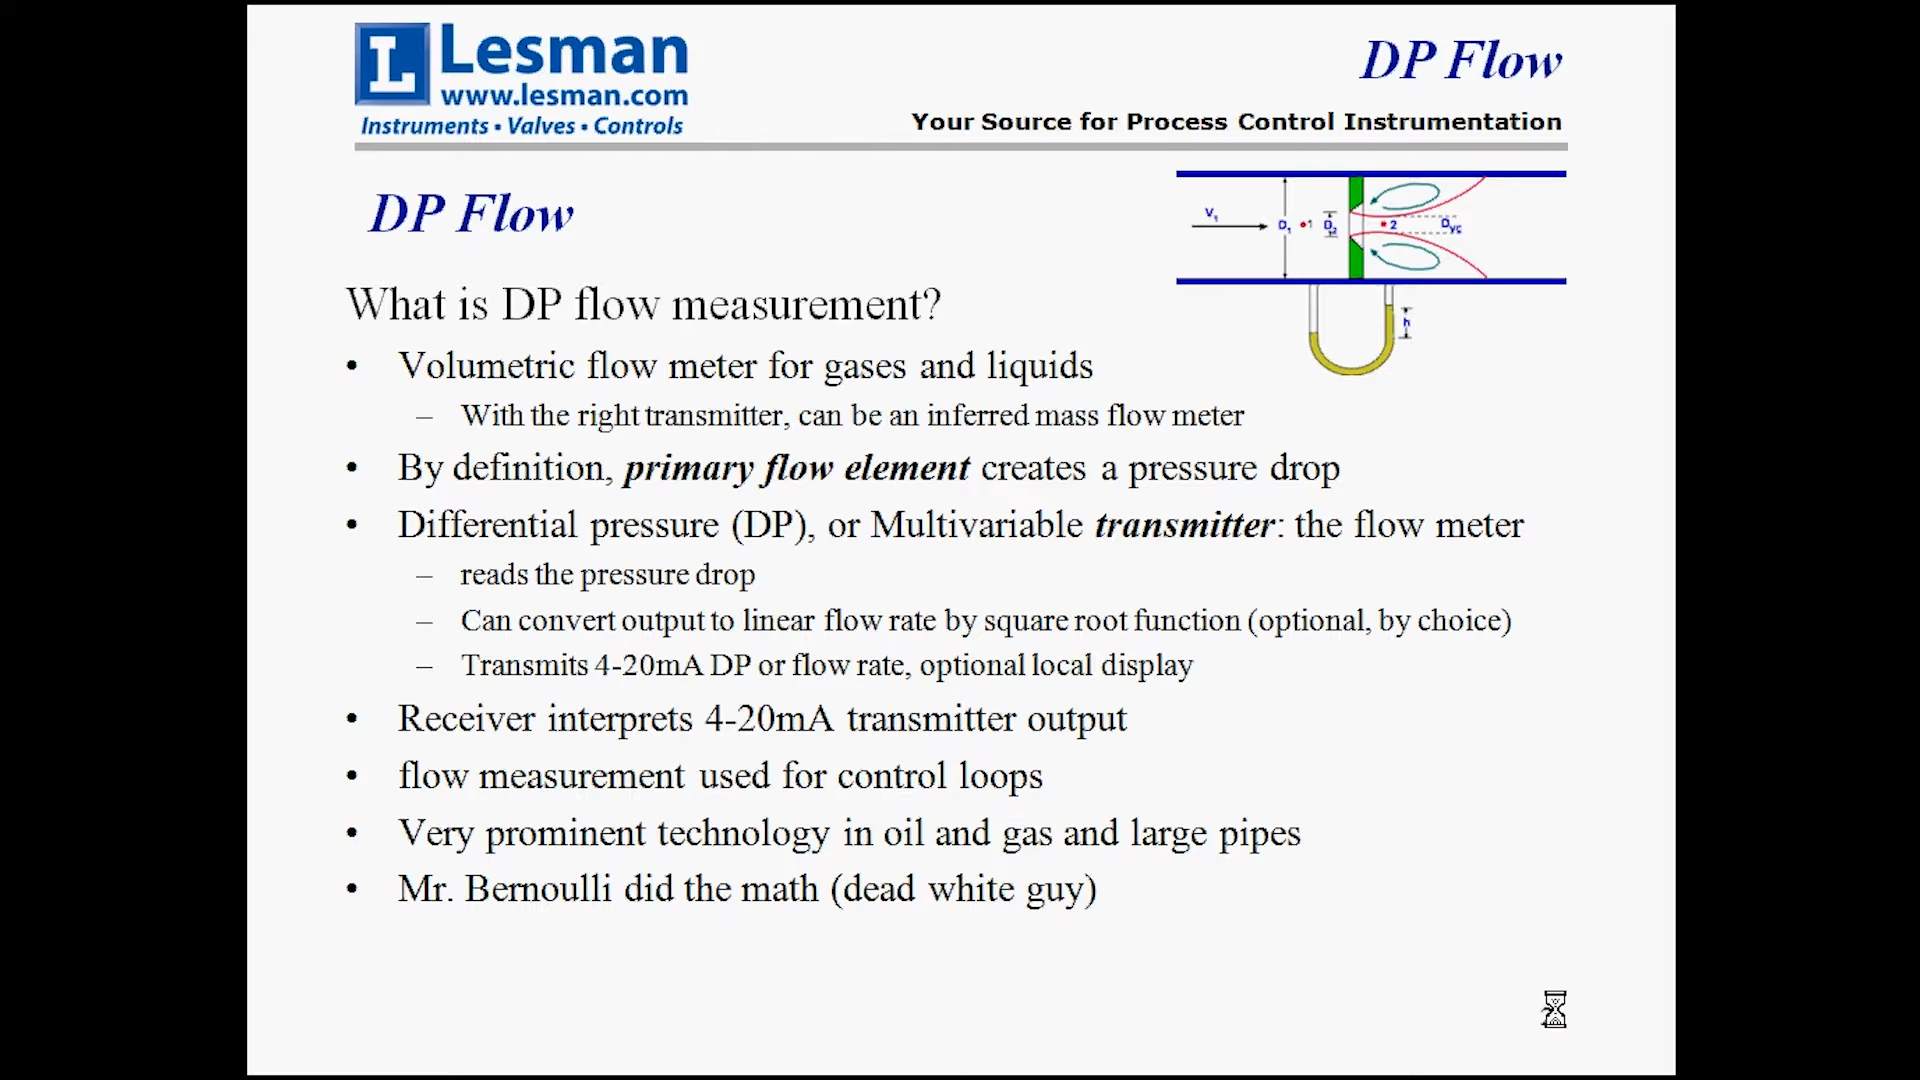 L Lesman
www.lesman.com
Instruments • Valves • Controls
DP Flow
Your Source for Process Control Instrumentation
DP Flow
V1
D1
1
D2
2
Dvc
h
What is DP flow measurement?
• Volumetric flow meter for gases and liquids
– With the right transmitter, can be an inferred mass flow meter
• By definition, primary flow element creates a pressure drop
• Differential pressure (DP), or Multivariable transmitter: the flow meter
– reads the pressure drop
– Can convert output to linear flow rate by square root function (optional, by choice)
– Transmits 4-20mA DP or flow rate, optional local display
• Receiver interprets 4-20mA transmitter output
• flow measurement used for control loops
• Very prominent technology in oil and gas and large pipes
• Mr. Bernoulli did the math (dead white guy)